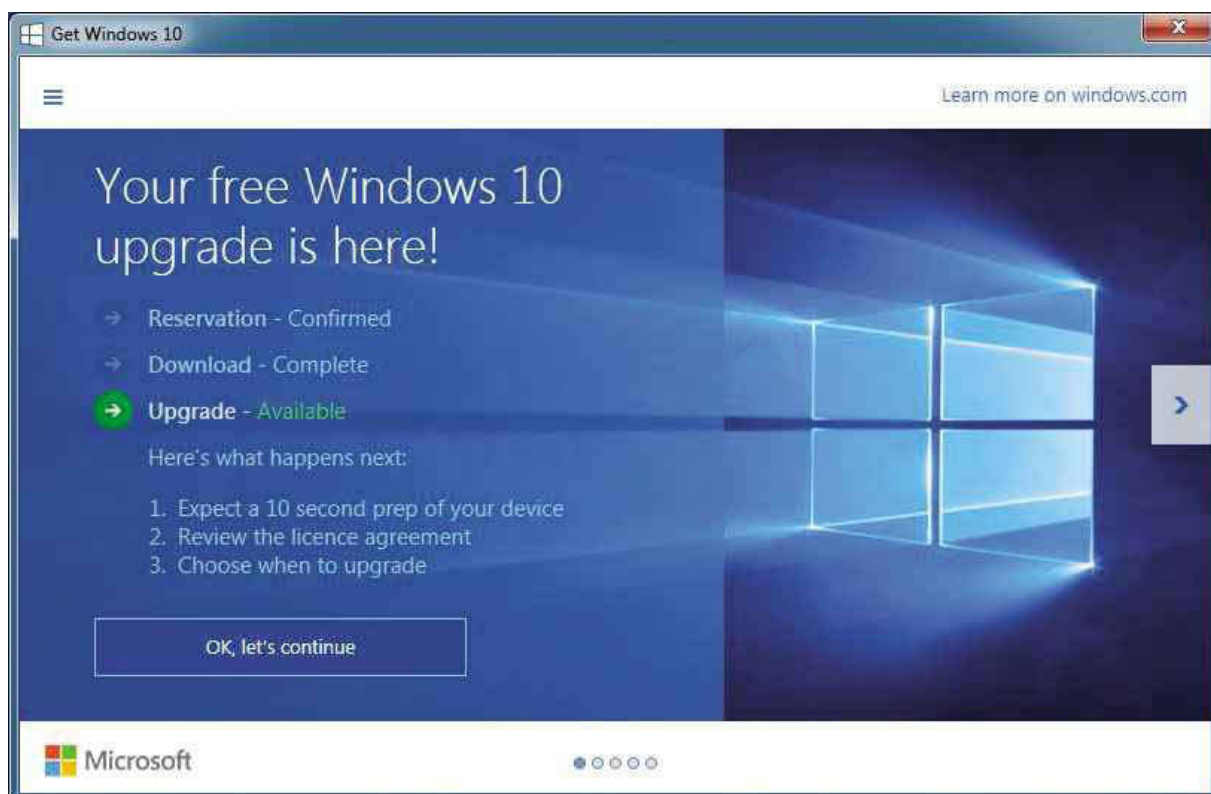 Get Windows 10
Learn more on windows.com
Your free Windows 10
upgrade is here!
Reservation - Confirmed
Download - Complete
Upgrade - Available
Here's what happens next:
1. Expect a 10 second prep of your device
2. Review the licence agreement
3. Choose when to upgrade
OK, let's continue
Microsoft